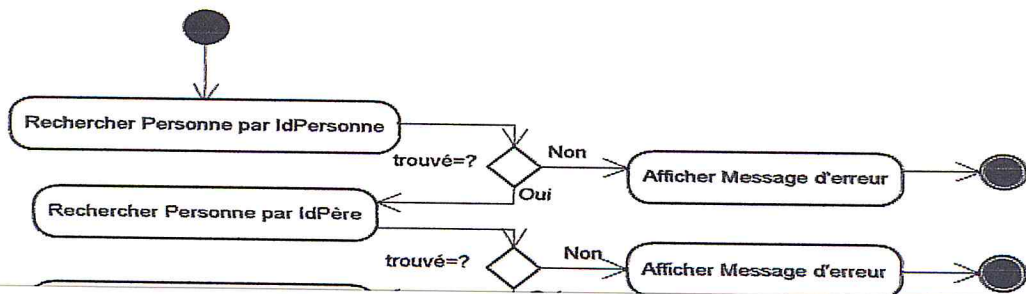 Rechercher Personne par IdPersonne
trouvé=?
Non
Afficher Message d'erreur
Oui
Rechercher Personne par IdPère
trouvé=?
Non
Afficher Message d'erreur